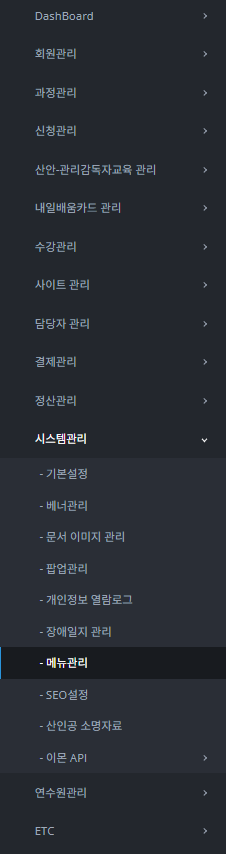 DashBoard
회원관리
과정관리
신청관리
산안-관리감독자교육 관리
내일배움카드 관리
수강관리
사이트 관리
담당자 관리
결제관리
정산관리
시스템관리
- 기본설정
- 배너관리
- 문서 이미지 관리
- 팝업관리
- 개인정보 열람로그
- 장애일지 관리
- 메뉴관리
- SEO설정
- 산인공 소명자료
- 이몬 API
연수원관리
ETC